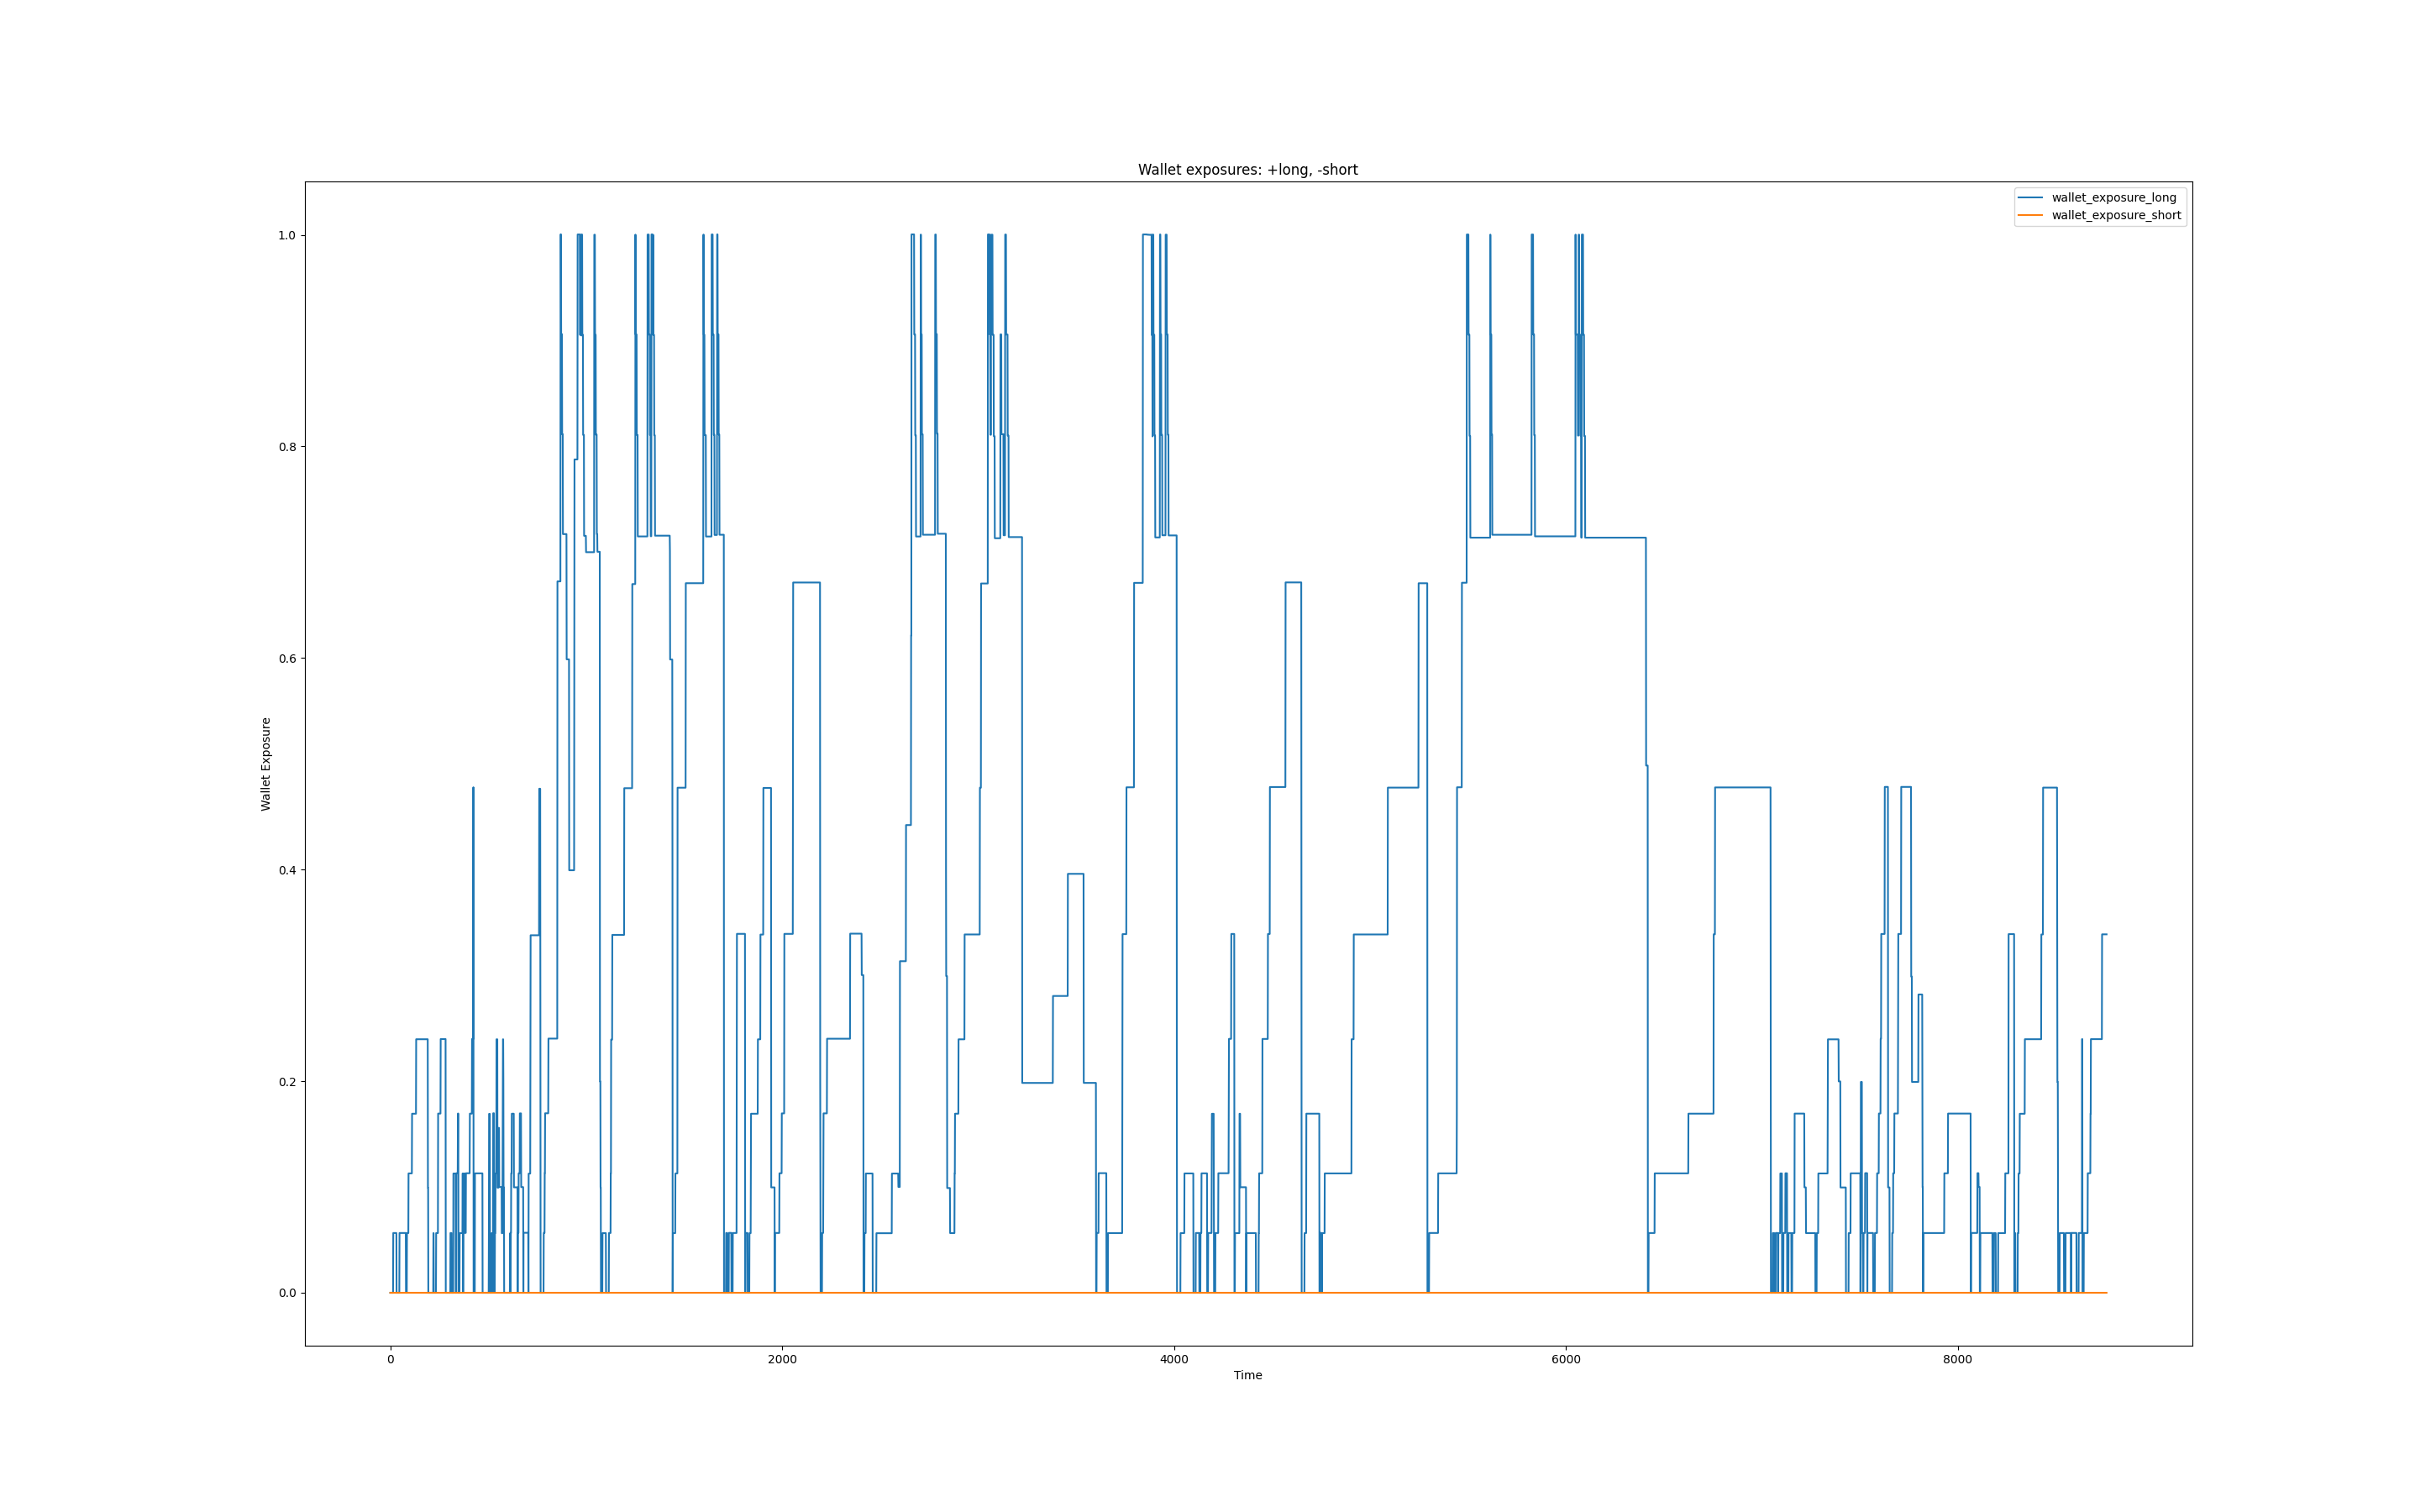 Wallet exposures: +long, -short
wallet_exposure_long
wallet_exposure_short
1.0
0.8
0.6
0.4
0.2
0.0
Wallet Exposure
0 2000 4000 6000 8000
Time